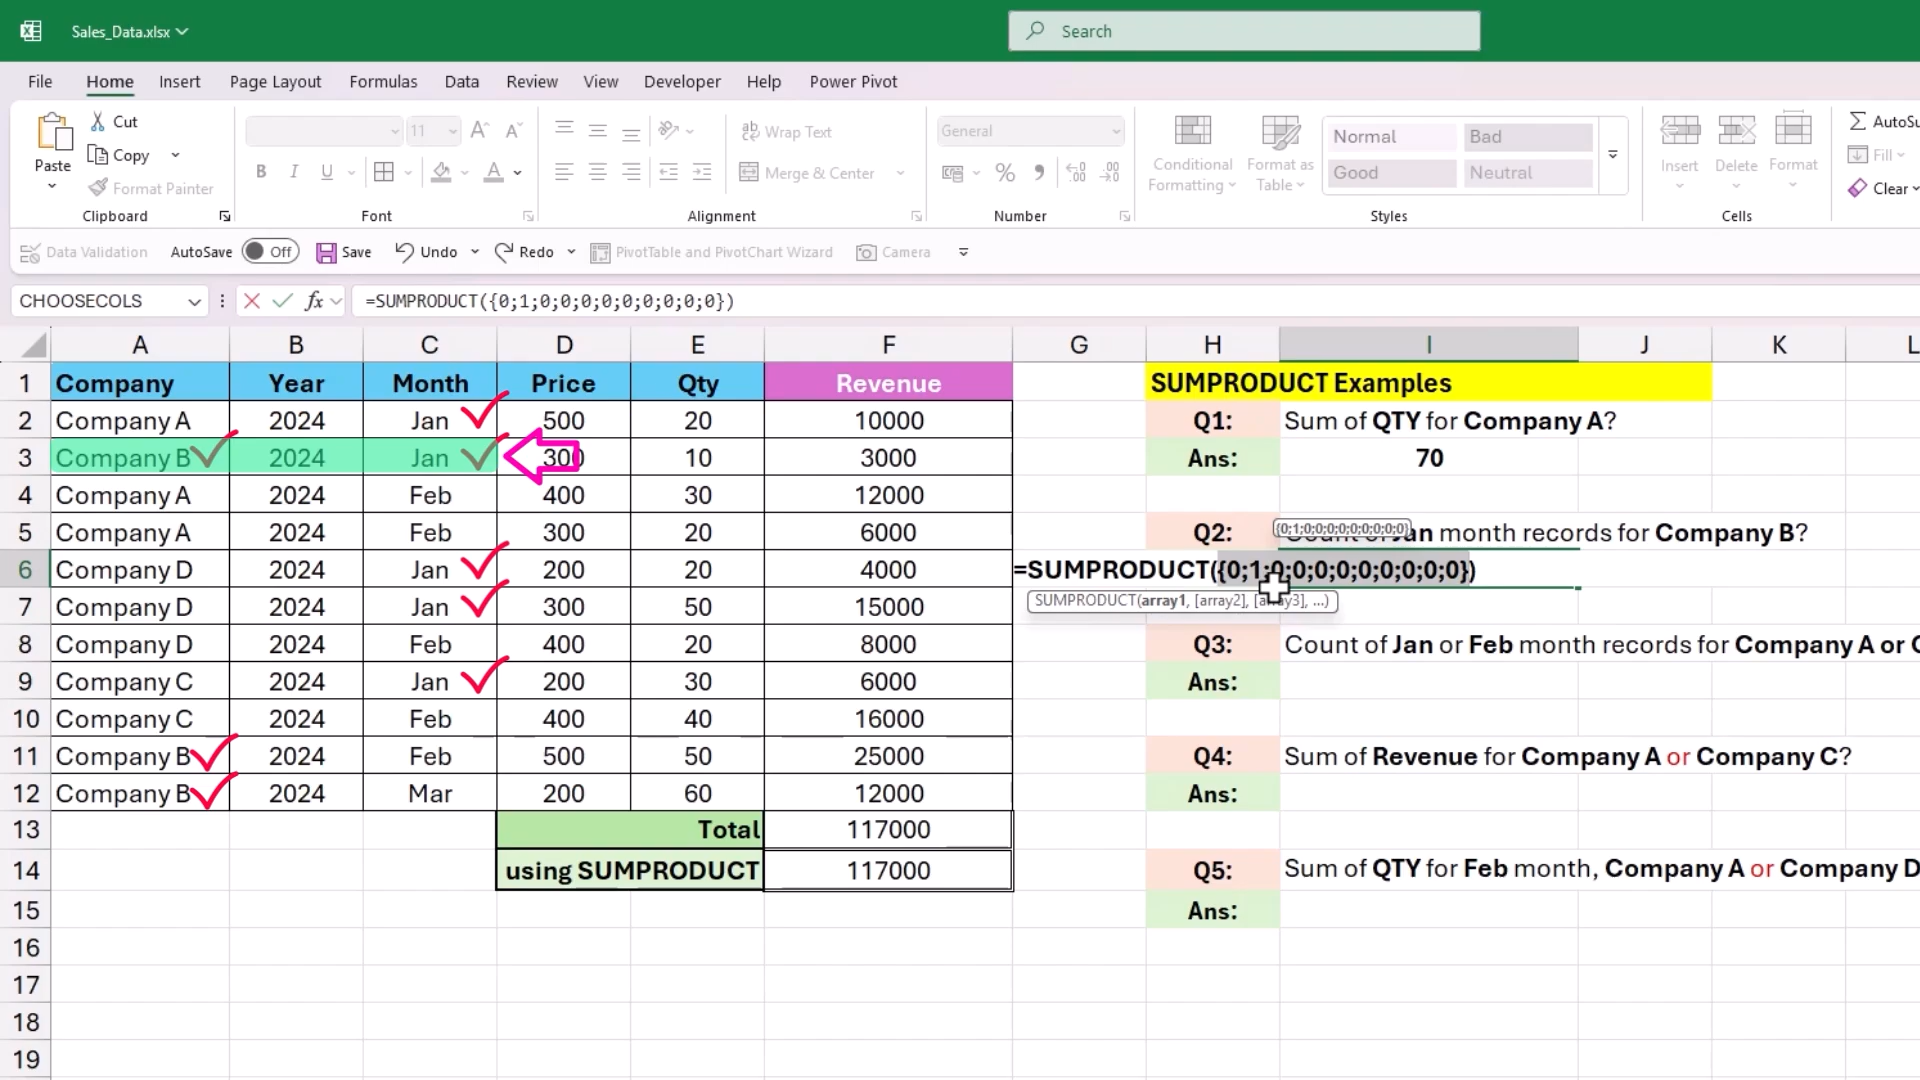 Sales_Data.xlsx
Search
File Home Insert Page Layout Formulas Data Review View Developer Help Power Pivot
Cut
Copy
Format Painter
Paste
Clipboard
11
B I U
Font
ab Wrap Text
Merge & Center
Alignment
General
%
Number
Conditional Formatting
Format as Table
Normal Bad
Good Neutral
Styles
Insert Delete Format
Cells
AutoSu
Fill
Clear
Data Validation AutoSave Off Save Undo Redo PivotTable and PivotChart Wizard Camera
CHOOSECOLS fx =SUMPRODUCT({0;1;0;0;0;0;0;0;0;0;0})
A B C D E F G H I J K L
1 Company Year Month Price Qty Revenue SUMPRODUCT Examples
2 Company A 2024 Jan 500 20 10000 Q1: Sum of QTY for Company A?
3 Company B 2024 Jan 300 10 3000 Ans: 70
4 Company A 2024 Feb 400 30 12000
{0;1;0;0;0;0;0;0;0;0;0}
5 Company A 2024 Feb 300 20 6000 Q2: Count of Jan month records for Company B?
6 Company D 2024 Jan 200 20 4000 =SUMPRODUCT({0;1;0;0;0;0;0;0;0;0;0})
SUMPRODUCT(array1, [array2], [array3], ...)
7 Company D 2024 Jan 300 50 15000
8 Company D 2024 Feb 400 20 8000 Q3: Count of Jan or Feb month records for Company A or
9 Company C 2024 Jan 200 30 6000 Ans:
10 Company C 2024 Feb 400 40 16000
11 Company B 2024 Feb 500 50 25000 Q4: Sum of Revenue for Company A or Company C?
12 Company B 2024 Mar 200 60 12000 Ans:
13 Total 117000
14 using SUMPRODUCT 117000 Q5: Sum of QTY for Feb month, Company A or Company D
15 Ans:
16
17
18
19